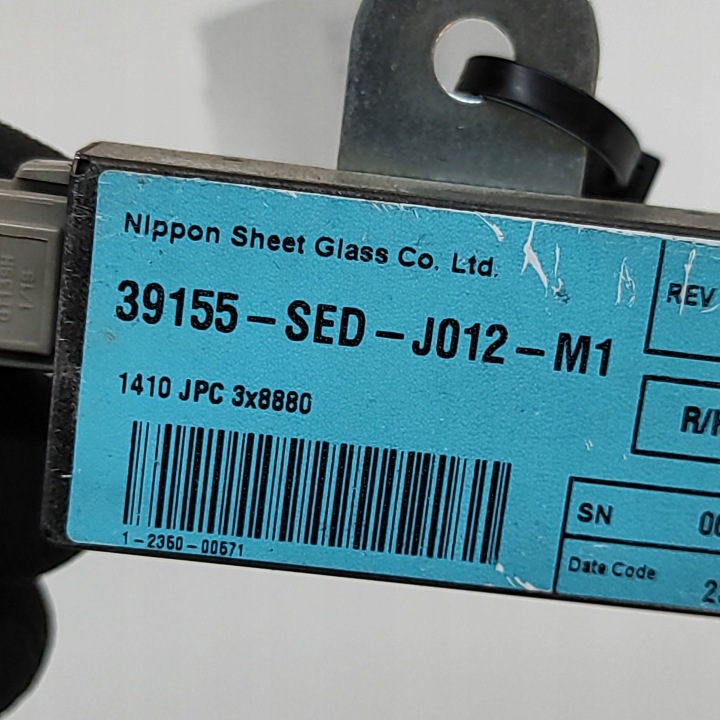 Nippon Sheet Glass Co. Ltd.
39155-SED-J012-M1
1410 JPC 3x8880
1-2360-00671
REV
R/
SN
Date Code